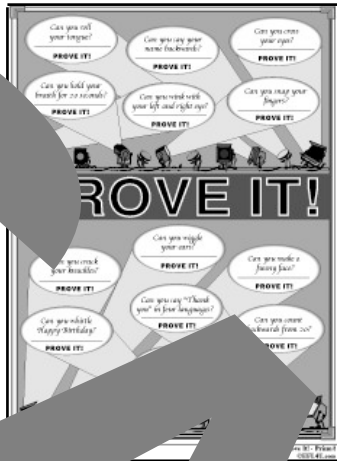 Can you roll
your tongue?
PROVE IT!
Can you say your
name backwards?
PROVE IT!
Can you cross
your eyes?
PROVE IT!
Can you hold your
breath for 20 seconds?
PROVE IT!
Can you wink with
your left and right eye?
PROVE IT!
Can you snap your
fingers?
PROVE IT!
ROVE IT!
you crack
your knuckles?
PROVE IT!
Can you wiggle
your ears?
PROVE IT!
Can you make a
funny face?
PROVE IT!
Can you whistle
"Happy Birthday?"
PROVE IT!
Can you say "Thank
you" in four languages?
PROVE IT!
Can you count
backwards from 20?
PROVE IT!